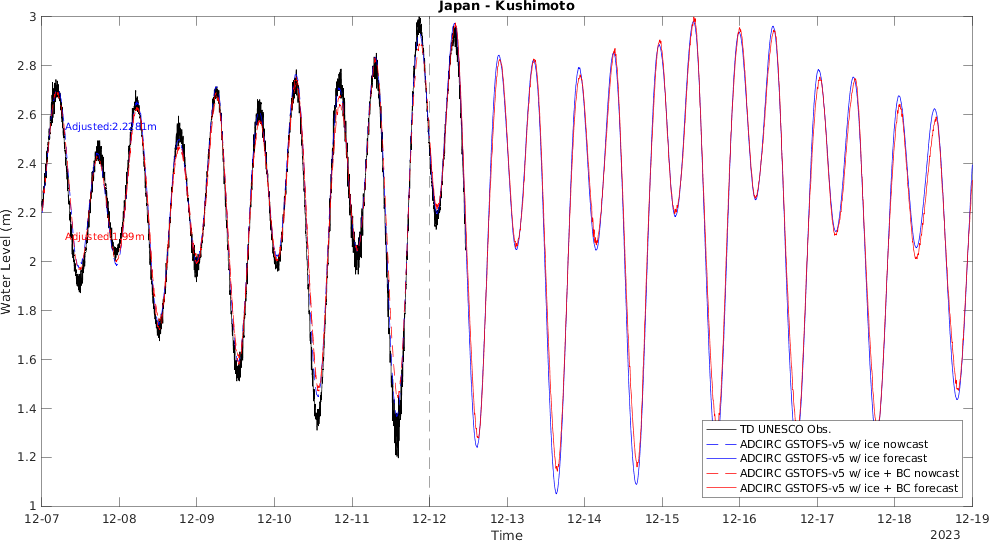 Japan - Kushimoto
3
2.8
2.6
2.4
2.2
2
1.8
1.6
1.4
1.2
1
Water Level (m)
Adjusted:2.2281m
Adjusted:1.99m
TD UNESCO Obs.
ADCIRC GSTOFS-v5 w/ ice nowcast
ADCIRC GSTOFS-v5 w/ ice forecast
ADCIRC GSTOFS-v5 w/ ice + BC nowcast
ADCIRC GSTOFS-v5 w/ ice + BC forecast
12-07 12-08 12-09 12-10 12-11 12-12 12-13 12-14 12-15 12-16 12-17 12-18 12-19
Time
2023